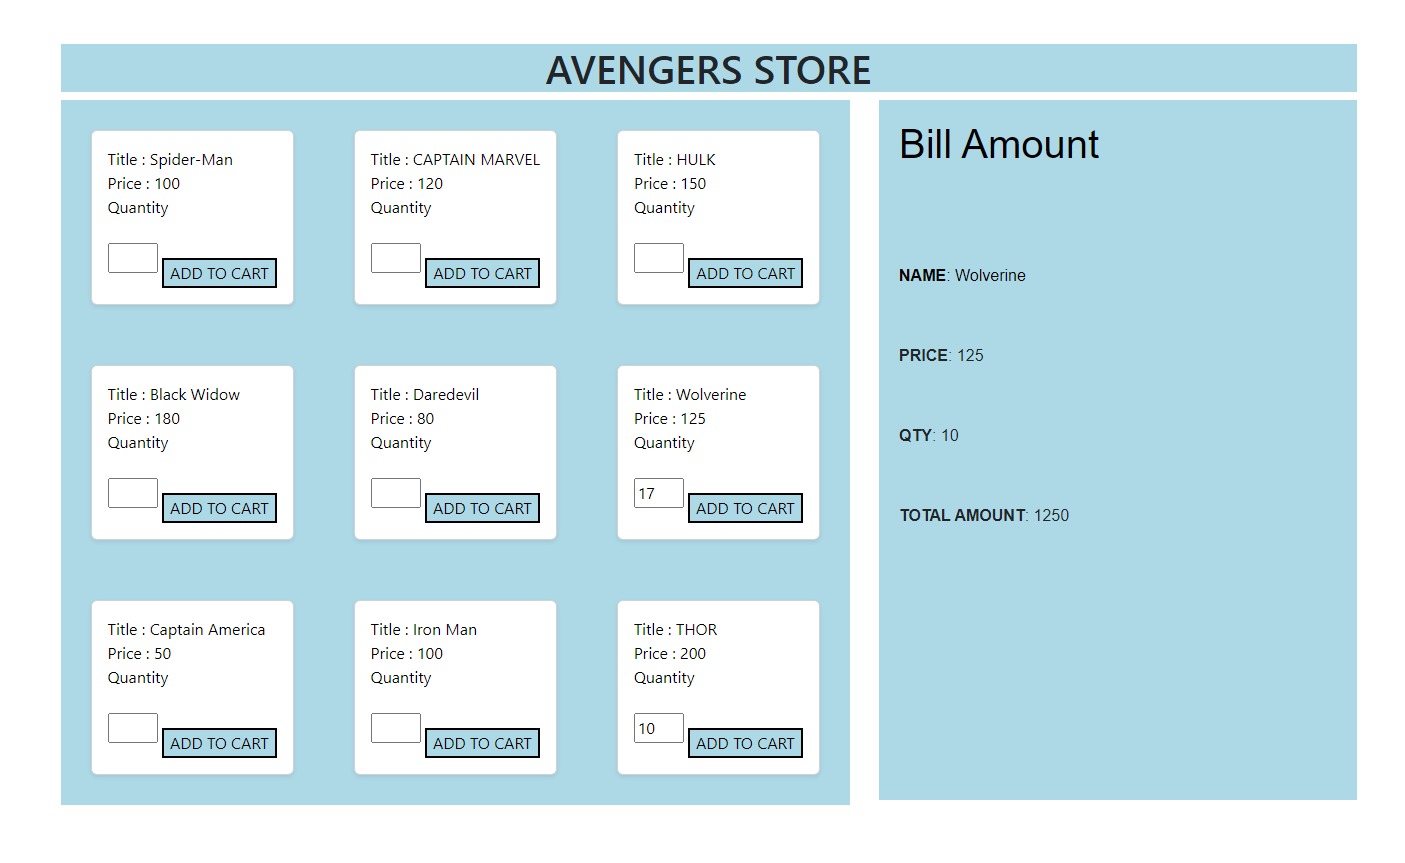 AVENGERS STORE
Title : Spider-Man
Price : 100
Quantity
ADD TO CART
Title : CAPTAIN MARVEL
Price : 120
Quantity
ADD TO CART
Title : HULK
Price : 150
Quantity
ADD TO CART
Title : Black Widow
Price : 180
Quantity
ADD TO CART
Title : Daredevil
Price : 80
Quantity
ADD TO CART
Title : Wolverine
Price : 125
Quantity
17 ADD TO CART
Title : Captain America
Price : 50
Quantity
ADD TO CART
Title : Iron Man
Price : 100
Quantity
ADD TO CART
Title : THOR
Price : 200
Quantity
10 ADD TO CART
Bill Amount
NAME: Wolverine
PRICE: 125
QTY: 10
TOTAL AMOUNT: 1250